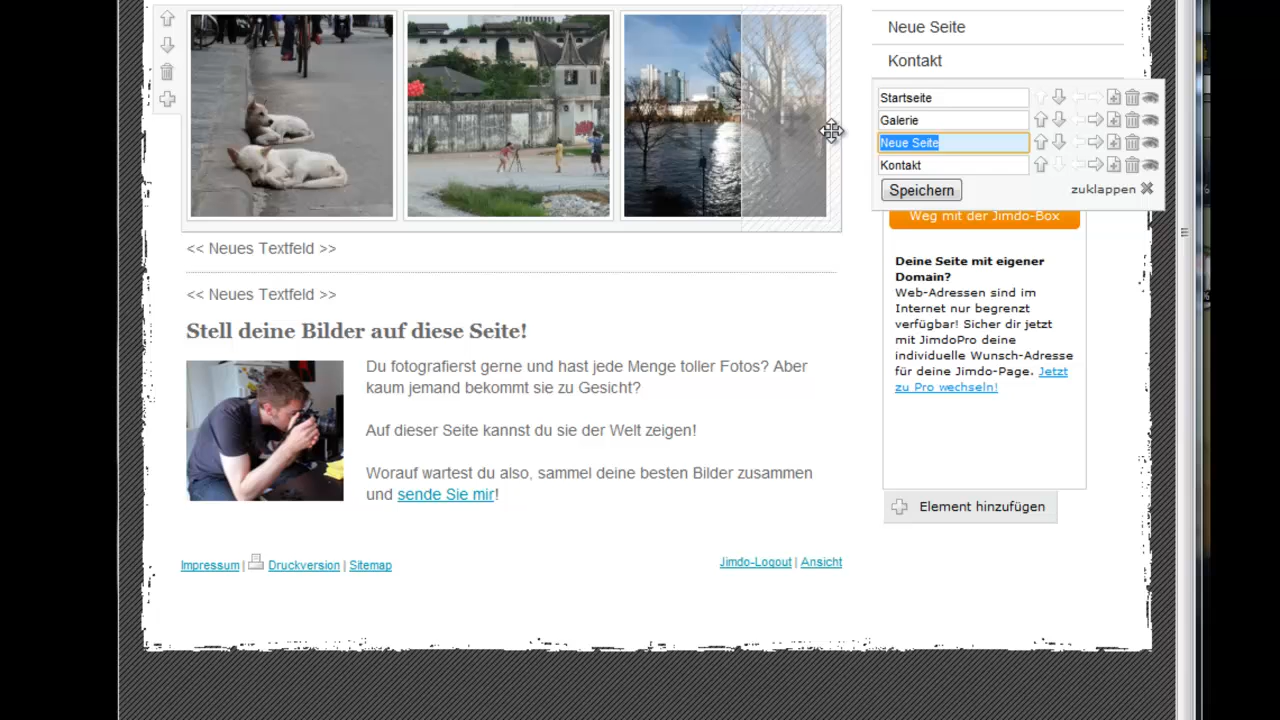 Neue Seite
Kontakt
Startseite
Galerie
Neue Seite
Kontakt
Speichern
zuklappen
Weg mit der Jimdo-Box
Deine Seite mit eigener
Domain?
Web-Adressen sind im
Internet nur begrenzt
verfügbar! Sicher dir jetzt
mit JimdoPro deine
individuelle Wunsch-Adresse
für deine Jimdo-Page. Jetzt
zu Pro wechseln!
Element hinzufügen
<< Neues Textfeld >>
<< Neues Textfeld >>
Stell deine Bilder auf diese Seite!
Du fotografierst gerne und hast jede Menge toller Fotos? Aber
kaum jemand bekommt sie zu Gesicht?
Auf dieser Seite kannst du sie der Welt zeigen!
Worauf wartest du also, sammel deine besten Bilder zusammen
und sende Sie mir!
Impressum | Druckversion | Sitemap
Jimdo-Logout | Ansicht